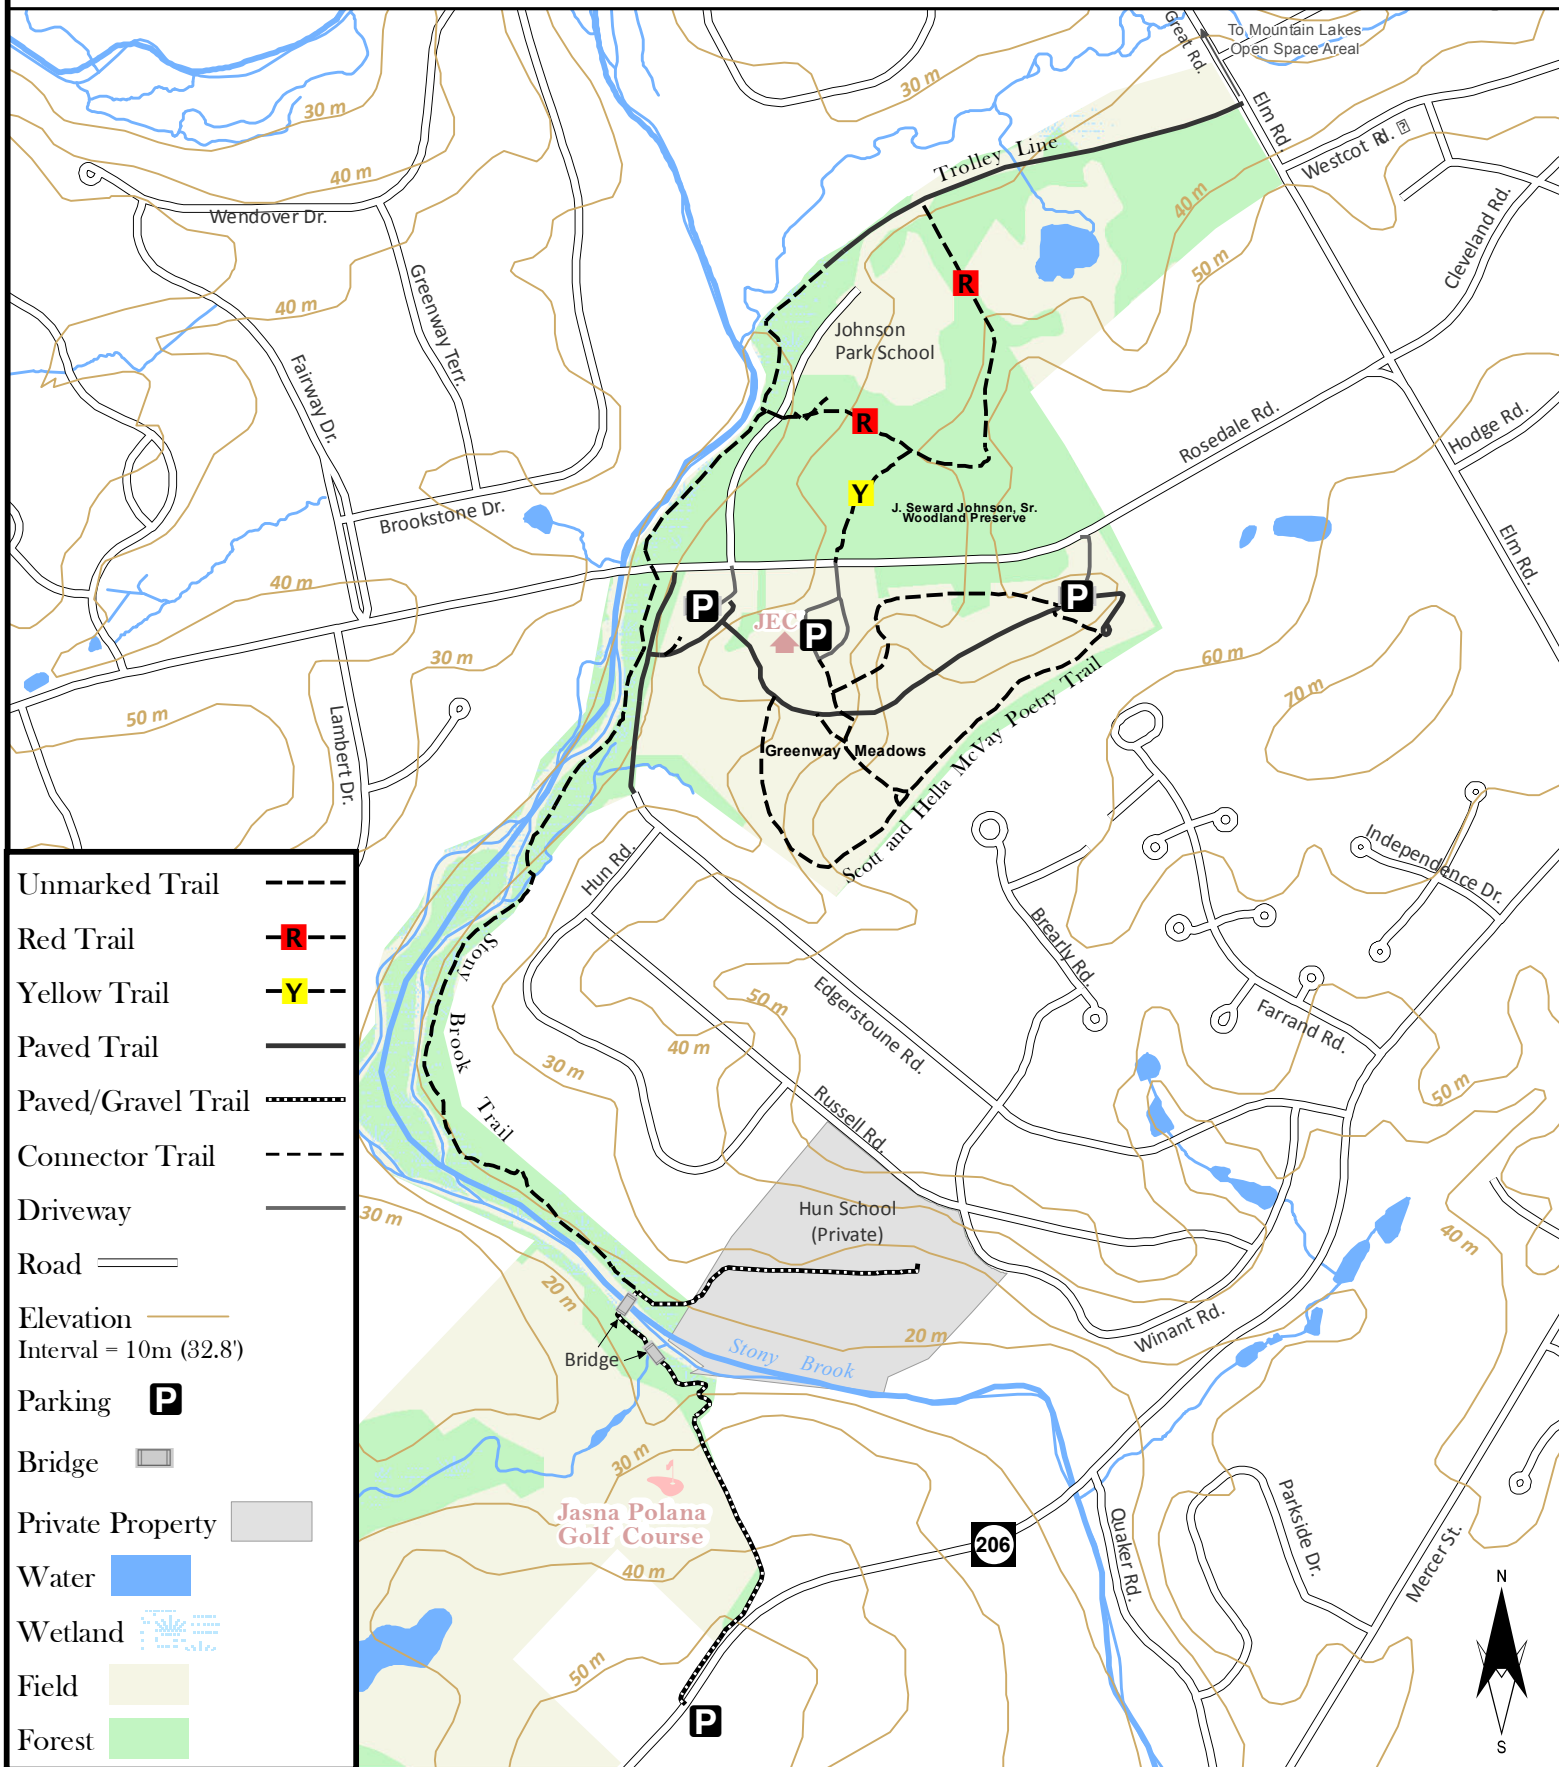 Great Rd.
To Mountain Lakes
Open Space Areal
30 m
30 m
Elm Rd.
Westcot Rd.
Trolley Line
40 m
40 m
Wendover Dr.
Cleveland Rd.
50 m
Greenway Terr.
R
40 m
Johnson
Park School
Fairway Dr.
R
Rosedale Rd.
Hodge Rd.
Y
J. Seward Johnson, Sr.
Woodland Preserve
Brookstone Dr.
Elm Rd.
40 m
P
P
JEC
P
30 m
60 m
70 m
50 m
Lambert Dr.
Greenway Meadows
Scott and Hella McVay Poetry Trail
Hun Rd.
Independence Dr.
Brearly Rd.
Stony Brook Trail
50 m
Edgerstoune Rd.
Farrand Rd.
40 m
30 m
50 m
Russell Rd.
Hun School
(Private)
30 m
40 m
20 m
Winant Rd.
20 m
Stony Brook
Bridge
30 m
Jasna Polana
Golf Course
206
Quaker Rd.
Parkside Dr.
Mercer St.
40 m
50 m
P
N
S
Unmarked Trail
Red Trail R
Yellow Trail Y
Paved Trail
Paved/Gravel Trail
Connector Trail
Driveway
Road
Elevation
Interval = 10m (32.8')
Parking P
Bridge
Private Property
Water
Wetland
Field
Forest